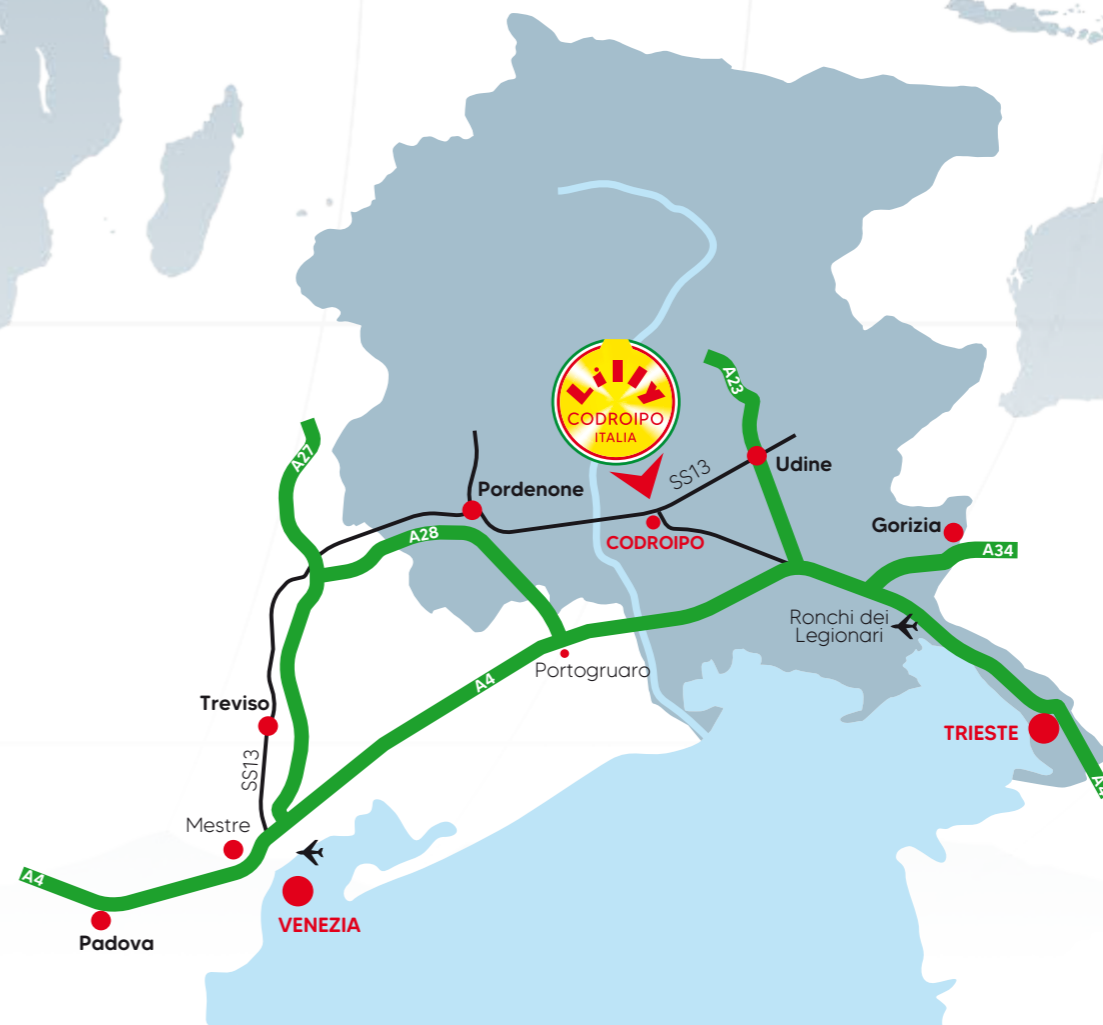 Lilly
CODROIPO
ITALIA
A23
A27
SS13
Udine
Pordenone
A28
CODROIPO
Gorizia
A34
Ronchi dei
Legionari
Portogruaro
A4
Treviso
TRIESTE
SS13
Mestre
A4
A4
VENEZIA
Padova